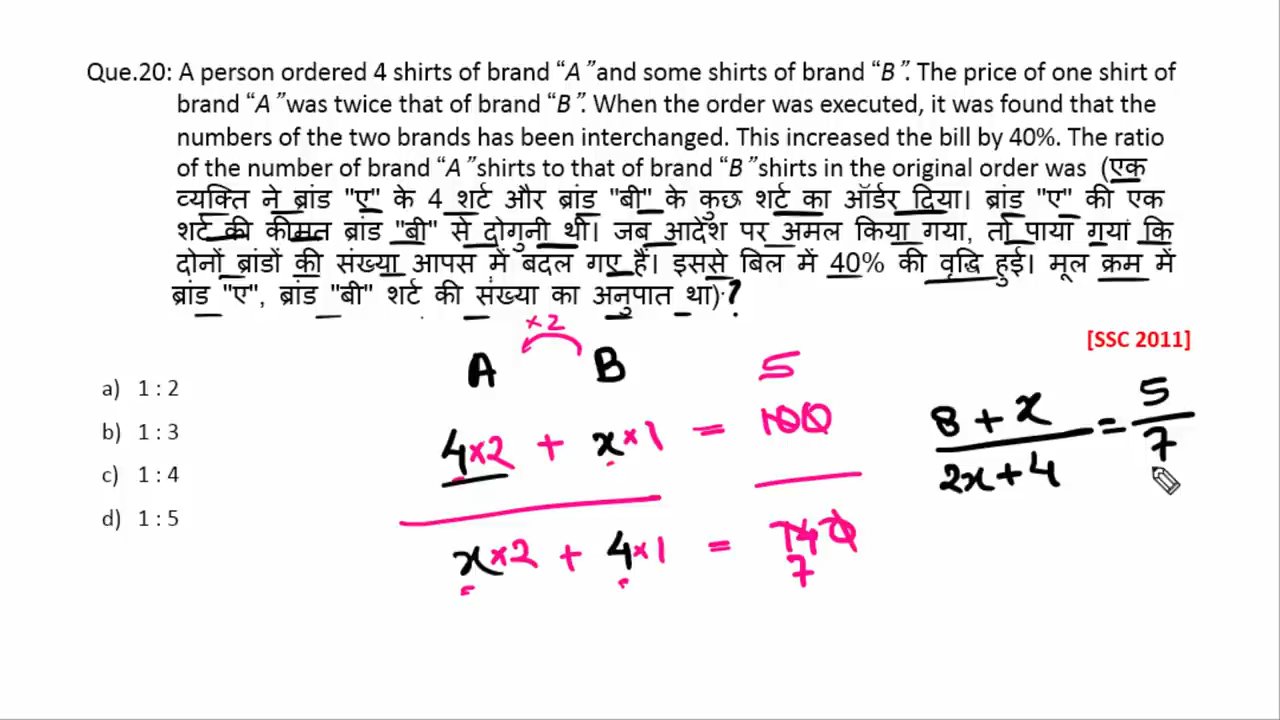 Que.20: A person ordered 4 shirts of brand “A” and some shirts of brand “B”. The price of one shirt of
brand “A” was twice that of brand “B”. When the order was executed, it was found that the
numbers of the two brands has been interchanged. This increased the bill by 40%. The ratio
of the number of brand “A” shirts to that of brand “B” shirts in the original order was (एक
व्यक्ति ने ब्रांड "ए" के 4 शर्ट और ब्रांड "बी" के कुछ शर्ट का ऑर्डर दिया। ब्रांड "ए" की एक
शर्ट की कीमत ब्रांड "बी" से दोगुनी थी। जब आदेश पर अमल किया गया, तो पाया गया कि
दोनों ब्रांडों की संख्या आपस में बदल गए हैं। इससे बिल में 40% की वृद्धि हुई। मूल क्रम में
ब्रांड "ए", ब्रांड "बी" शर्ट की संख्या का अनुपात था)?
[SSC 2011]
a) 1 : 2
b) 1 : 3
c) 1 : 4
d) 1 : 5
×2
A B 5
4×2 + x×1 = 100
x×2 + 4×1 = 140
7
8 + x = 5
2x + 4 7